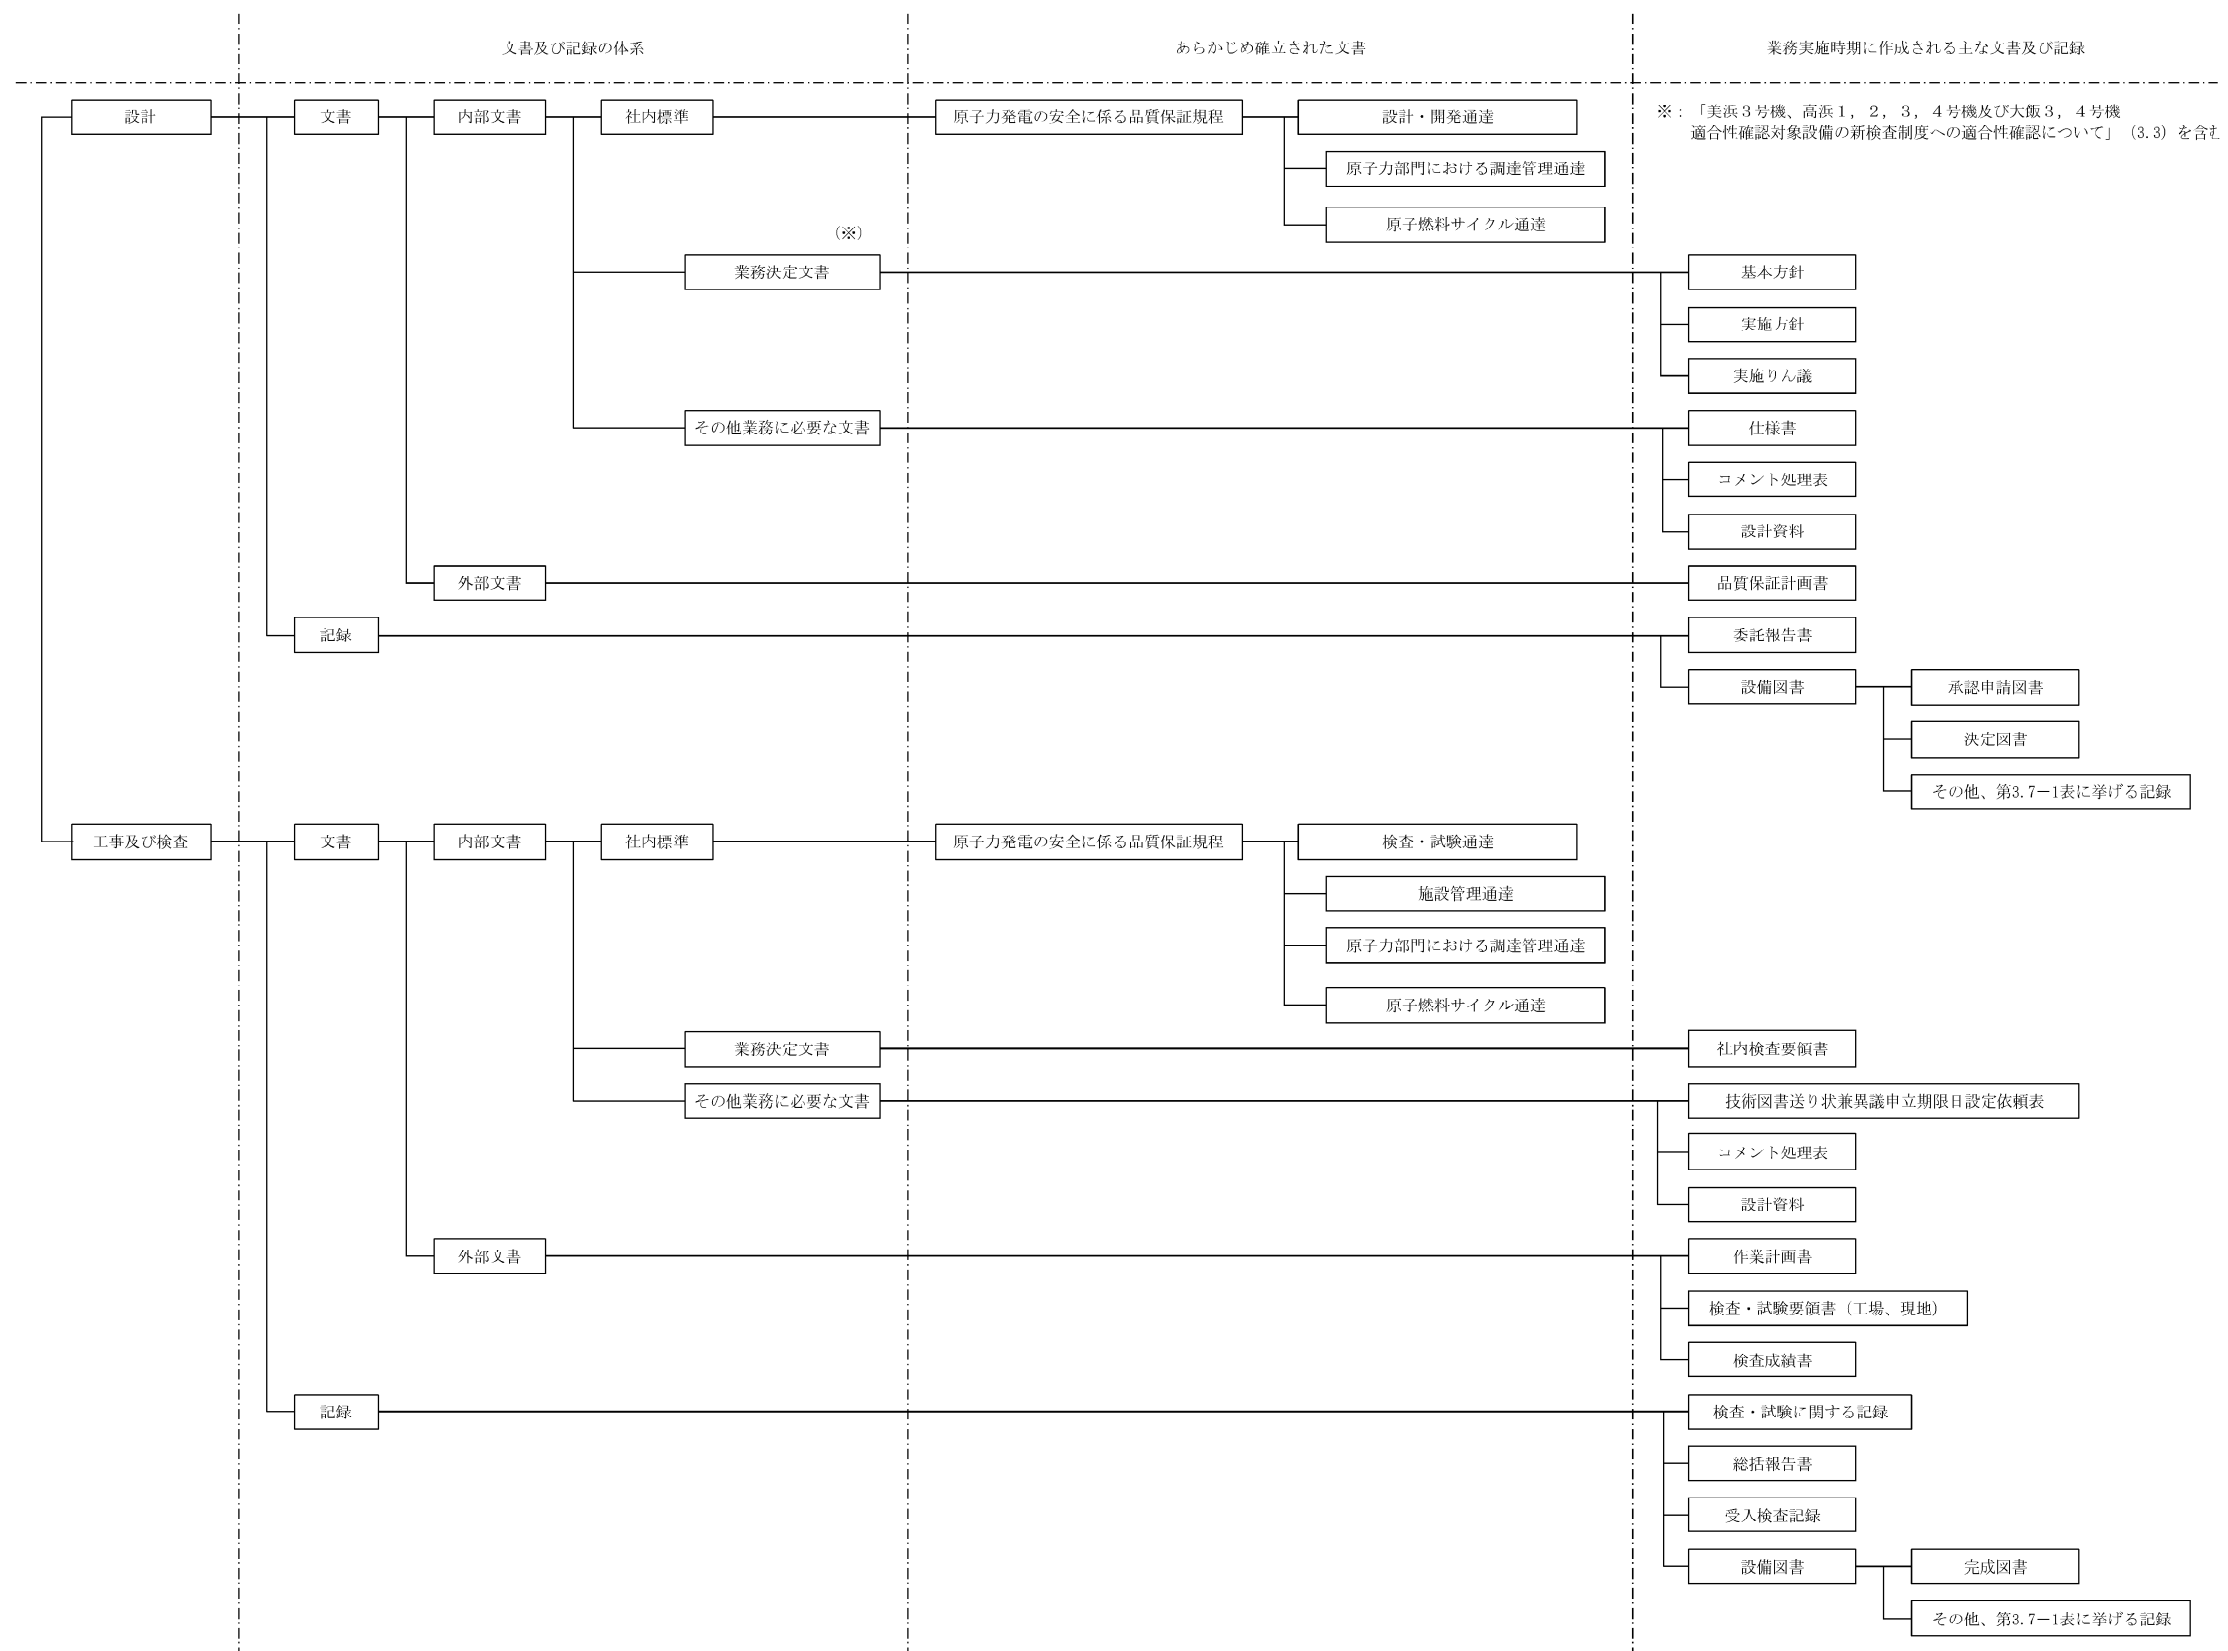 文書及び記録の体系
あらかじめ確立された文書
業務実施時期に作成される主な文書及び記録
設計
文書
内部文書
社内標準
原子力発電の安全に係る品質保証規程
設計・開発通達
※：「美浜３号機、高浜１，２，３，４号機及び大飯３，４号機
適合性確認対象設備の新検査制度への適合性確認について」（3.3）を含む
原子力部門における調達管理通達
原子燃料サイクル通達
（※）
業務決定文書
基本方針
実施方針
実施りん議
その他業務に必要な文書
仕様書
コメント処理表
設計資料
外部文書
品質保証計画書
記録
委託報告書
設備図書
承認申請図書
決定図書
その他、第3.7－1表に挙げる記録
工事及び検査
文書
内部文書
社内標準
原子力発電の安全に係る品質保証規程
検査・試験通達
施設管理通達
原子力部門における調達管理通達
原子燃料サイクル通達
業務決定文書
社内検査要領書
その他業務に必要な文書
技術図書送り状兼異議申立期限日設定依頼表
コメント処理表
設計資料
外部文書
作業計画書
検査・試験要領書（工場、現地）
検査成績書
記録
検査・試験に関する記録
総括報告書
受入検査記録
設備図書
完成図書
その他、第3.7－1表に挙げる記録